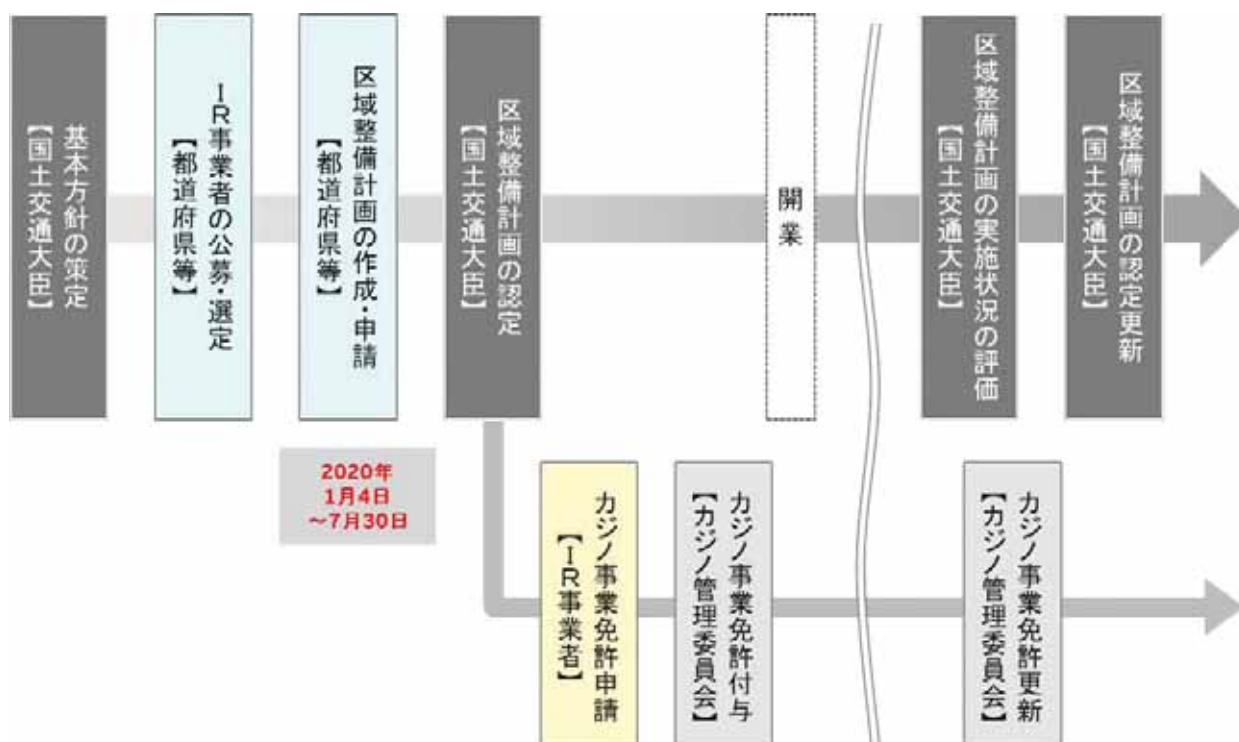 基本方針の策定
【国土交通大臣】
IR事業者の公募・選定
【都道府県等】
区域整備計画の作成・申請
【都道府県等】
区域整備計画の認定
【国土交通大臣】
開業
区域整備計画の実施状況の評価
【国土交通大臣】
区域整備計画の認定更新
【国土交通大臣】
2020年
1月4日
～7月30日
カジノ事業免許申請
【IR事業者】
カジノ事業免許付与
【カジノ管理委員会】
カジノ事業免許更新
【カジノ管理委員会】